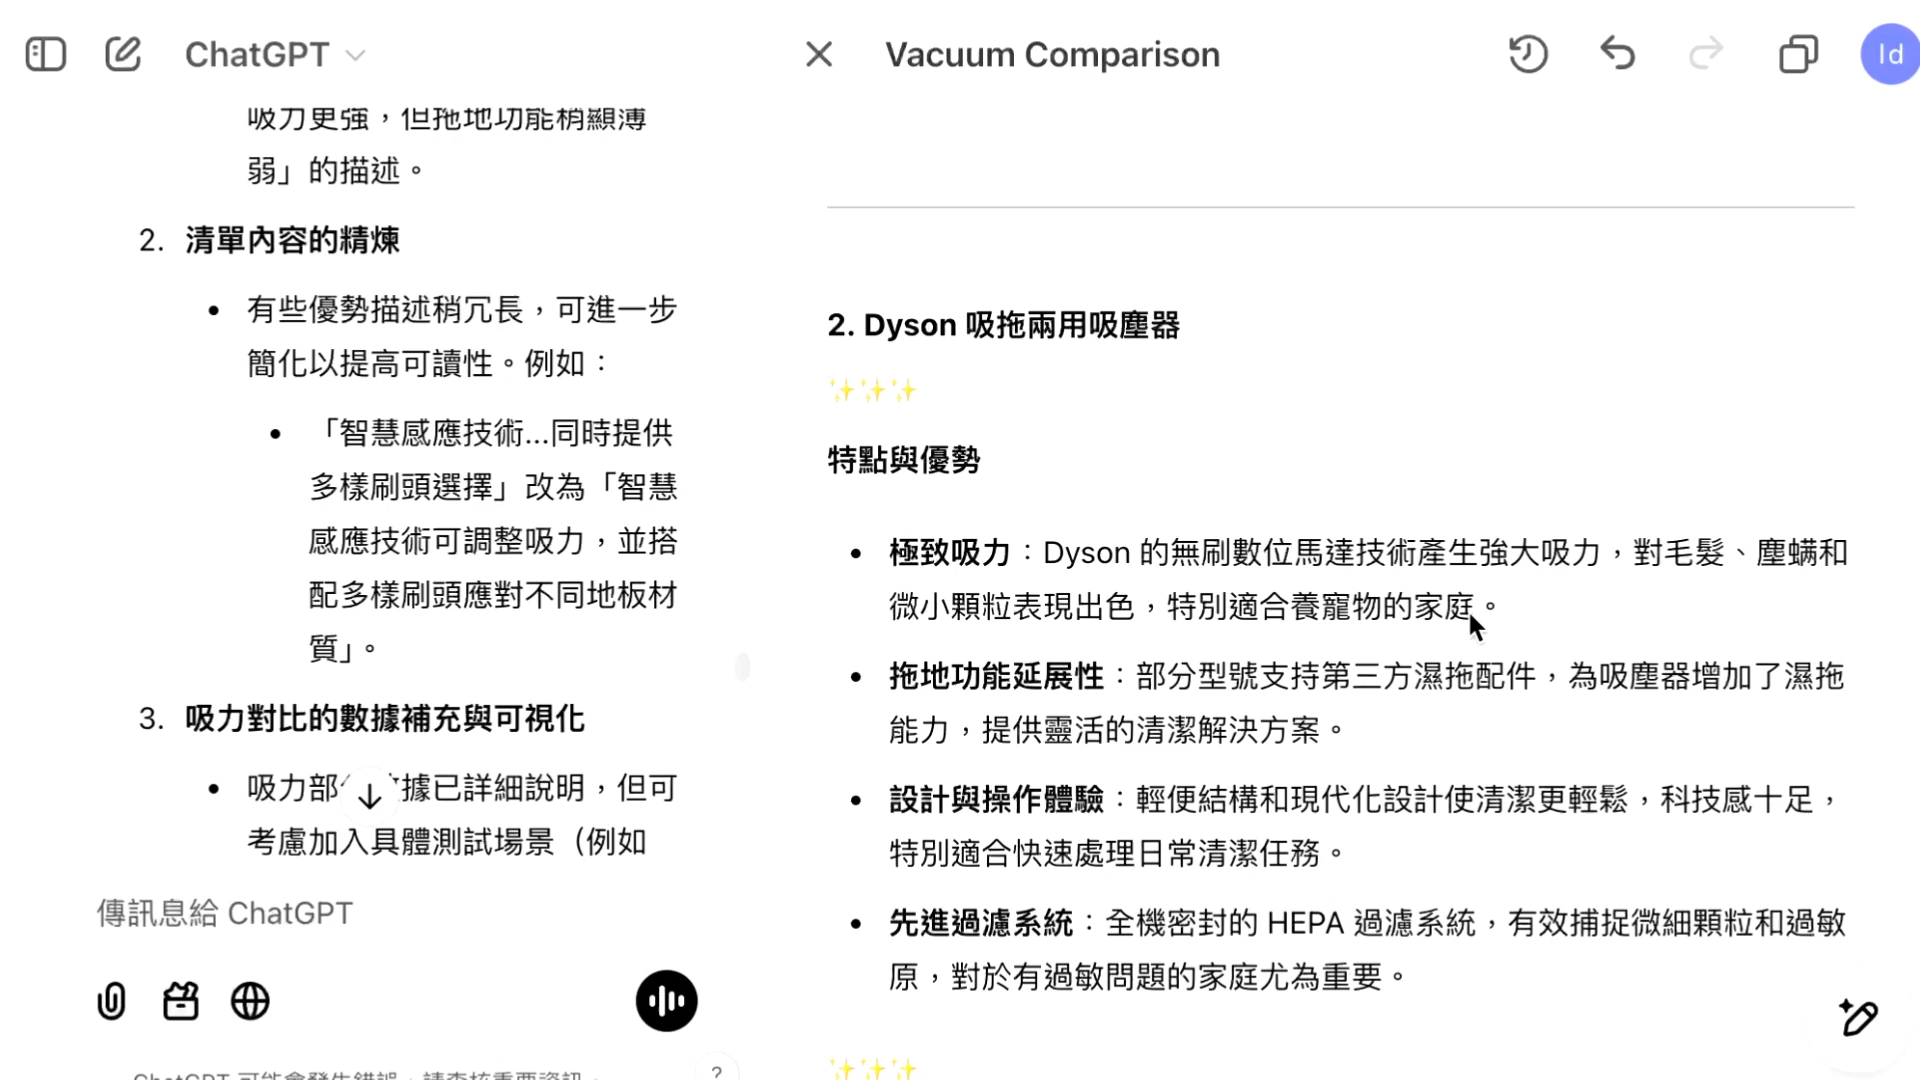 ChatGPT
吸力更強，但拖地功能稍顯薄
弱」的描述。
2. 清單內容的精煉
有些優勢描述稍冗長，可進一步
簡化以提高可讀性。例如：
「智慧感應技術...同時提供
多樣刷頭選擇」改為「智慧
感應技術可調整吸力，並搭
配多樣刷頭應對不同地板材
質」。
3. 吸力對比的數據補充與可視化
吸力部 據已詳細說明，但可
考慮加入具體測試場景（例如
傳訊息給 ChatGPT
ChatGPT 可能會發生錯誤。請查核重要資訊。
?
Vacuum Comparison
Id
2. Dyson 吸拖兩用吸塵器
特點與優勢
極致吸力：Dyson 的無刷數位馬達技術產生強大吸力，對毛髮、塵蟎和
微小顆粒表現出色，特別適合養寵物的家庭。
拖地功能延展性：部分型號支持第三方濕拖配件，為吸塵器增加了濕拖
能力，提供靈活的清潔解決方案。
設計與操作體驗：輕便結構和現代化設計使清潔更輕鬆，科技感十足，
特別適合快速處理日常清潔任務。
先進過濾系統：全機密封的 HEPA 過濾系統，有效捕捉微細顆粒和過敏
原，對於有過敏問題的家庭尤為重要。